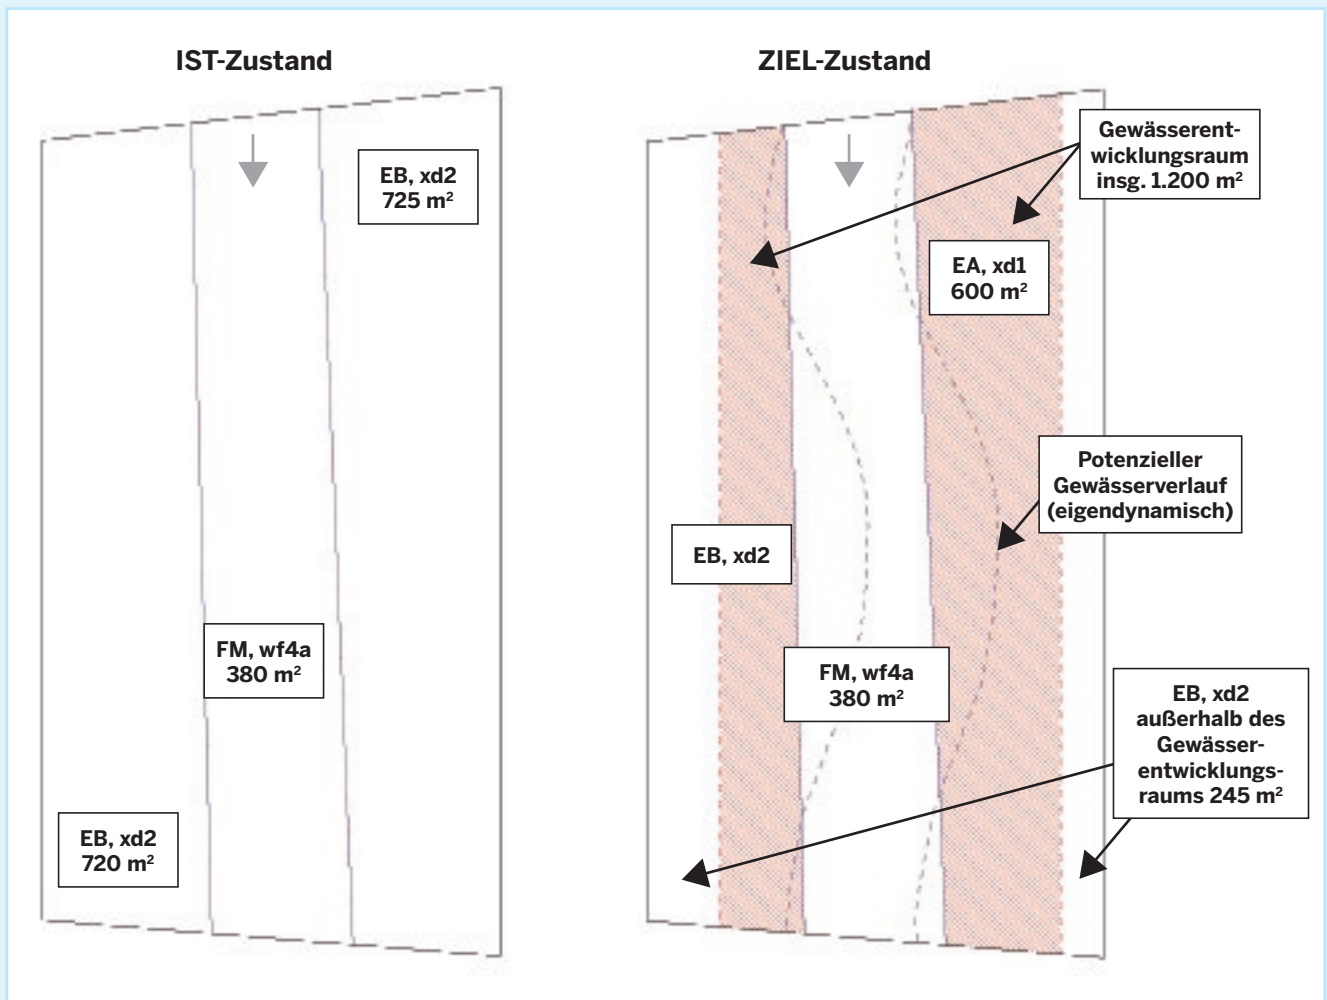 IST-Zustand
EB, xd2
725 m²
FM, wf4a
380 m²
EB, xd2
720 m²
ZIEL-Zustand
Gewässerent-
wicklungsraum
insg. 1.200 m²
EA, xd1
600 m²
Potenzieller
Gewässerverlauf
(eigendynamisch)
EB, xd2
FM, wf4a
380 m²
EB, xd2
außerhalb des
Gewässer-
entwicklungs-
raums 245 m²